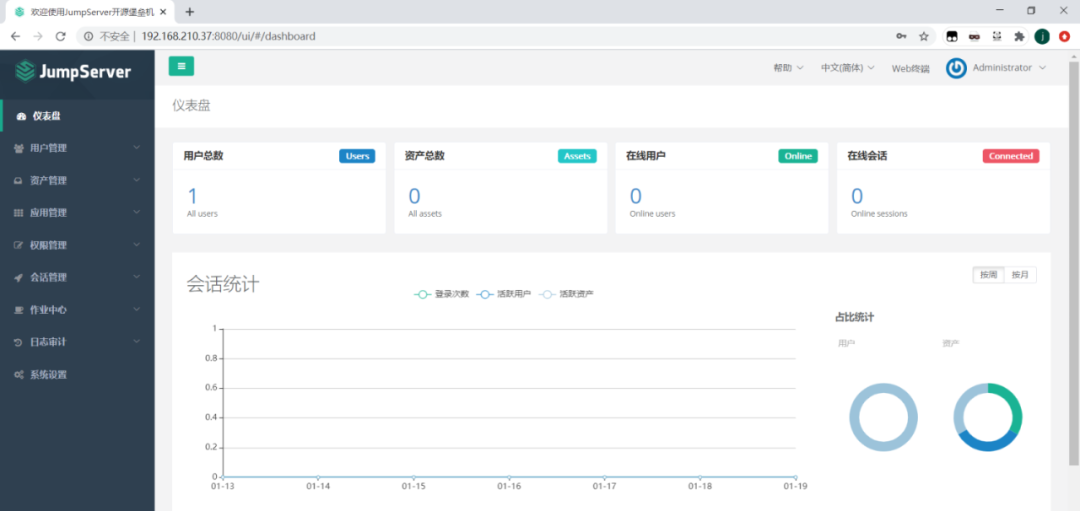 欢迎使用JumpServer开源堡垒机
不安全 | 192.168.210.37:8080/ui/#/dashboard
j
JumpServer
帮助 中文(简体) Web终端 Administrator
仪表盘
用户管理
资产管理
应用管理
权限管理
会话管理
作业中心
日志审计
系统设置
仪表盘
用户总数 Users
1
All users
资产总数 Assets
0
All assets
在线用户 Online
0
Online users
在线会话 Connected
0
Online sessions
会话统计
按周 按月
登录次数 活跃用户 活跃资产
1
0.8
0.6
0.4
0.2
0
01-13 01-14 01-15 01-16 01-17 01-18 01-19
占比统计
用户 资产